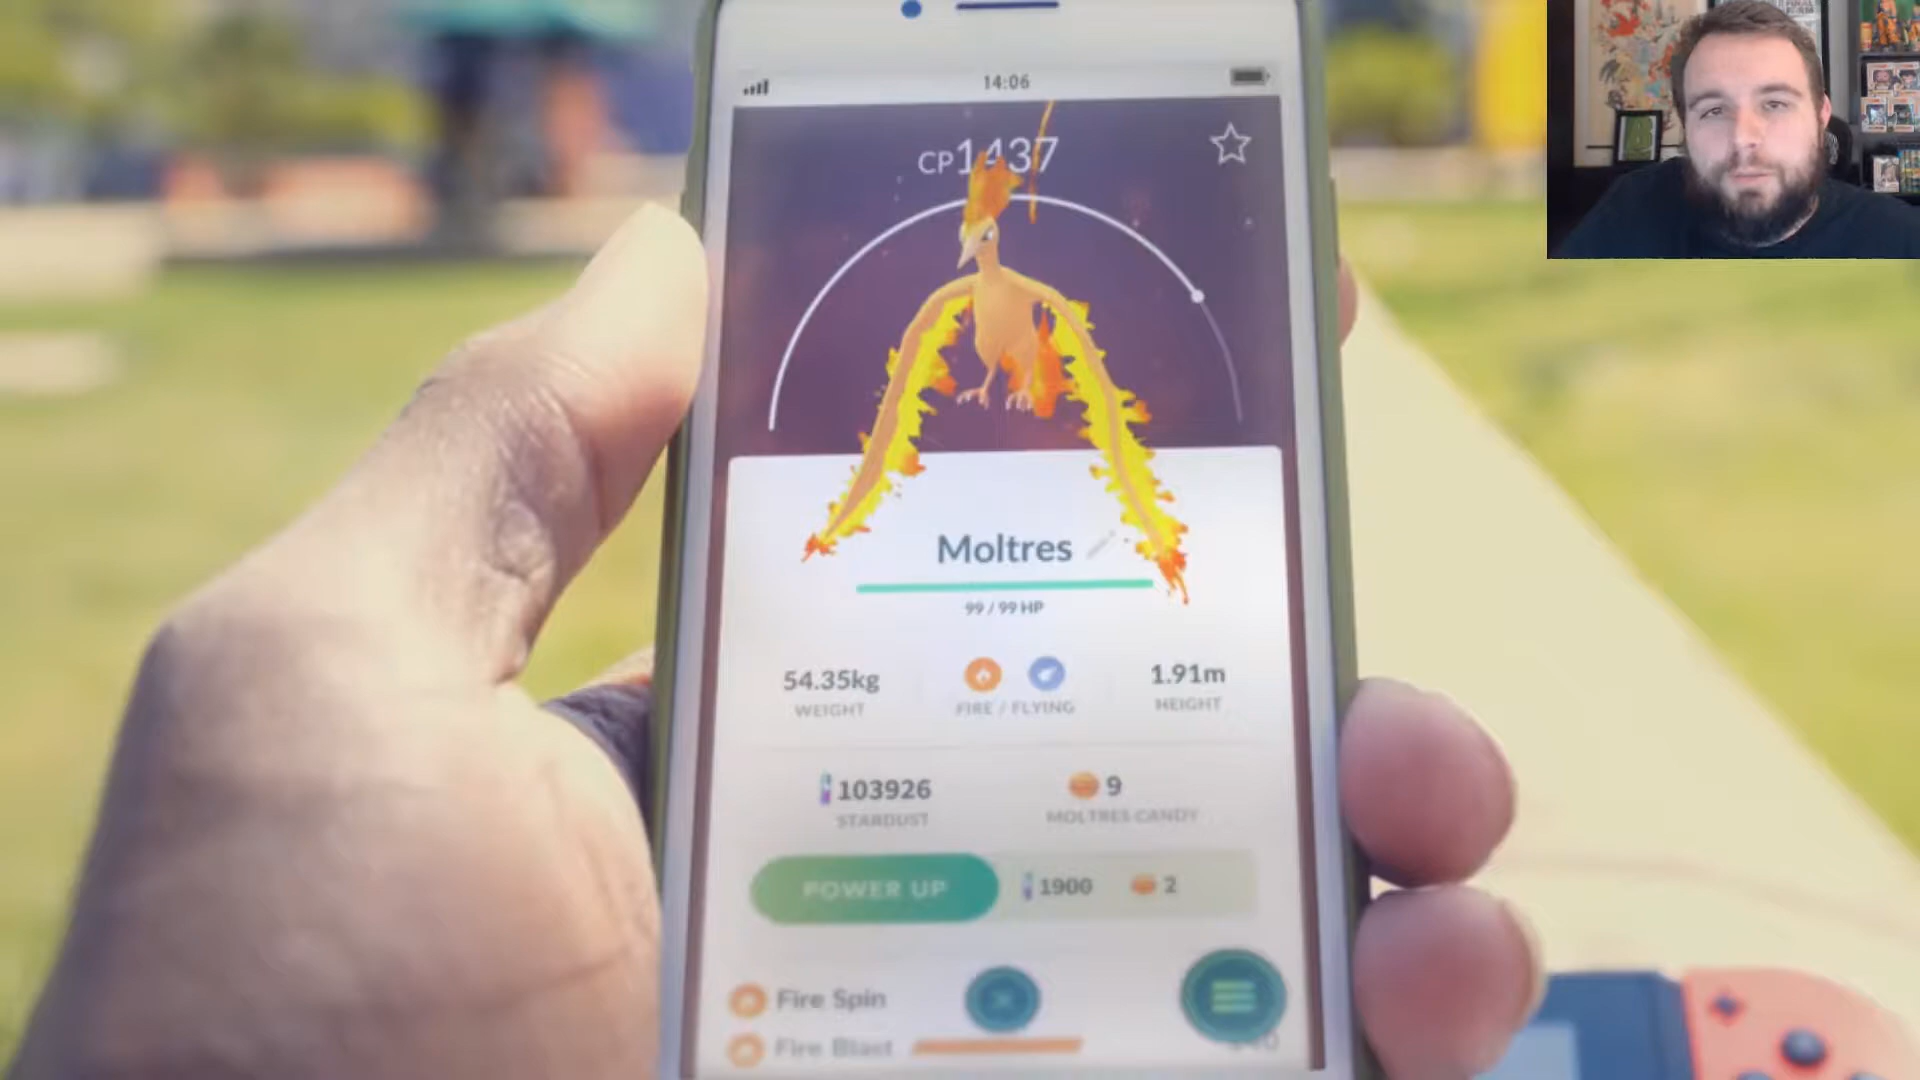 14:06
CP1437
Moltres
99 / 99 HP
54.35kg
WEIGHT
FIRE / FLYING
1.91m
HEIGHT
103926
STARDUST
9
MOLTRES CANDY
POWER UP
1900
2
Fire Spin
Fire Blast